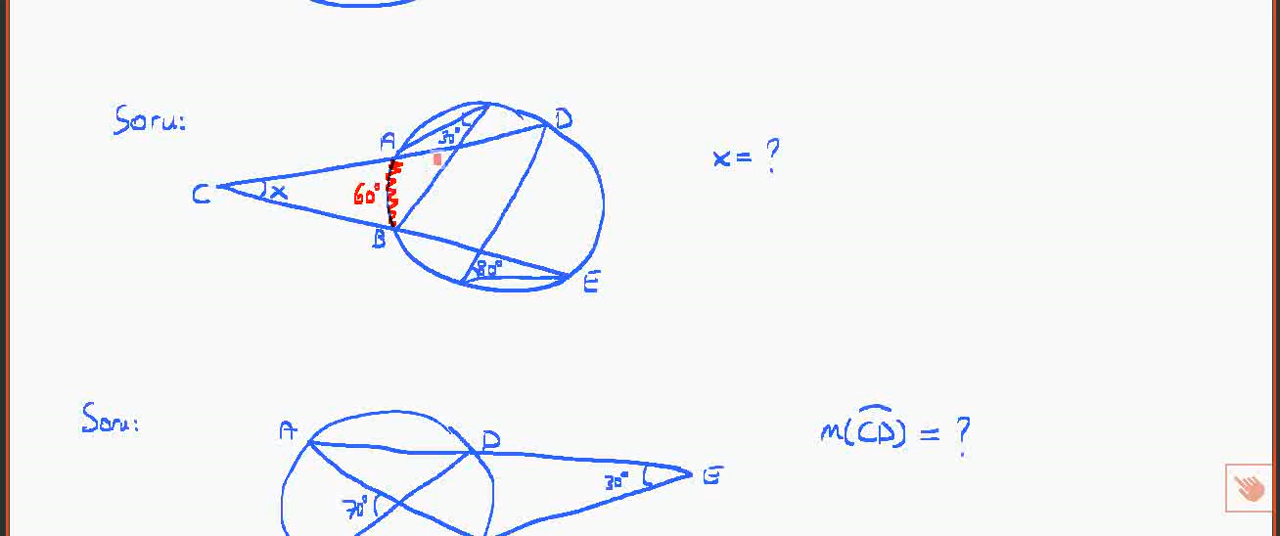 Soru:
A
D
30°
x = ?
60°
C
x
B
80°
E
Soru:
A
D
m(CD) = ?
30°
E
70°